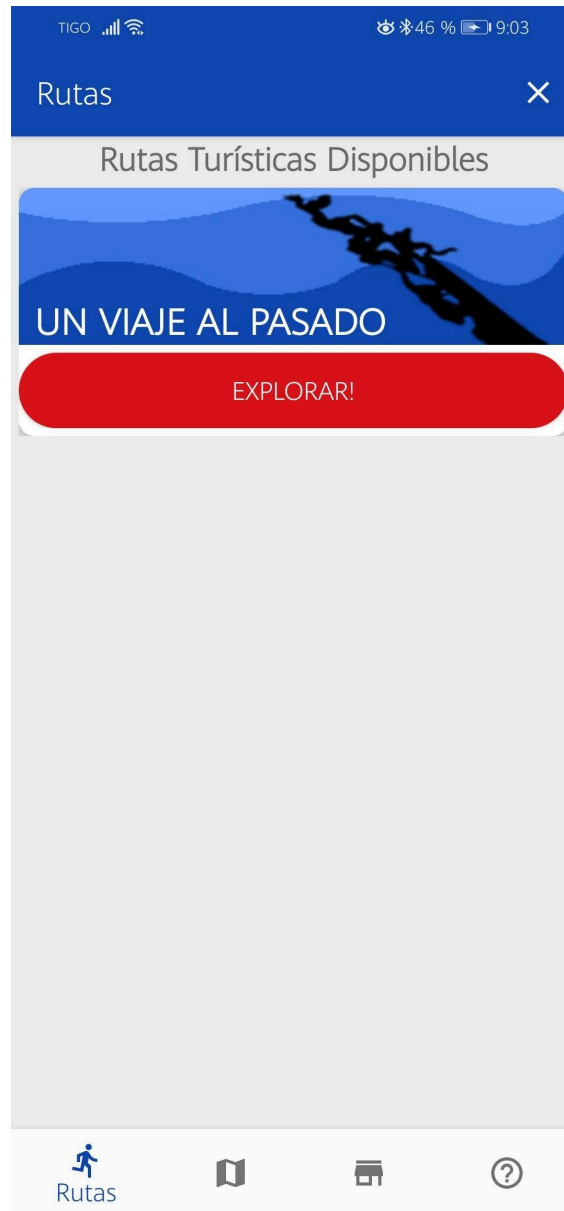 TIGO 46 % 9:03
Rutas
Rutas Turísticas Disponibles
UN VIAJE AL PASADO
EXPLORAR!
Rutas